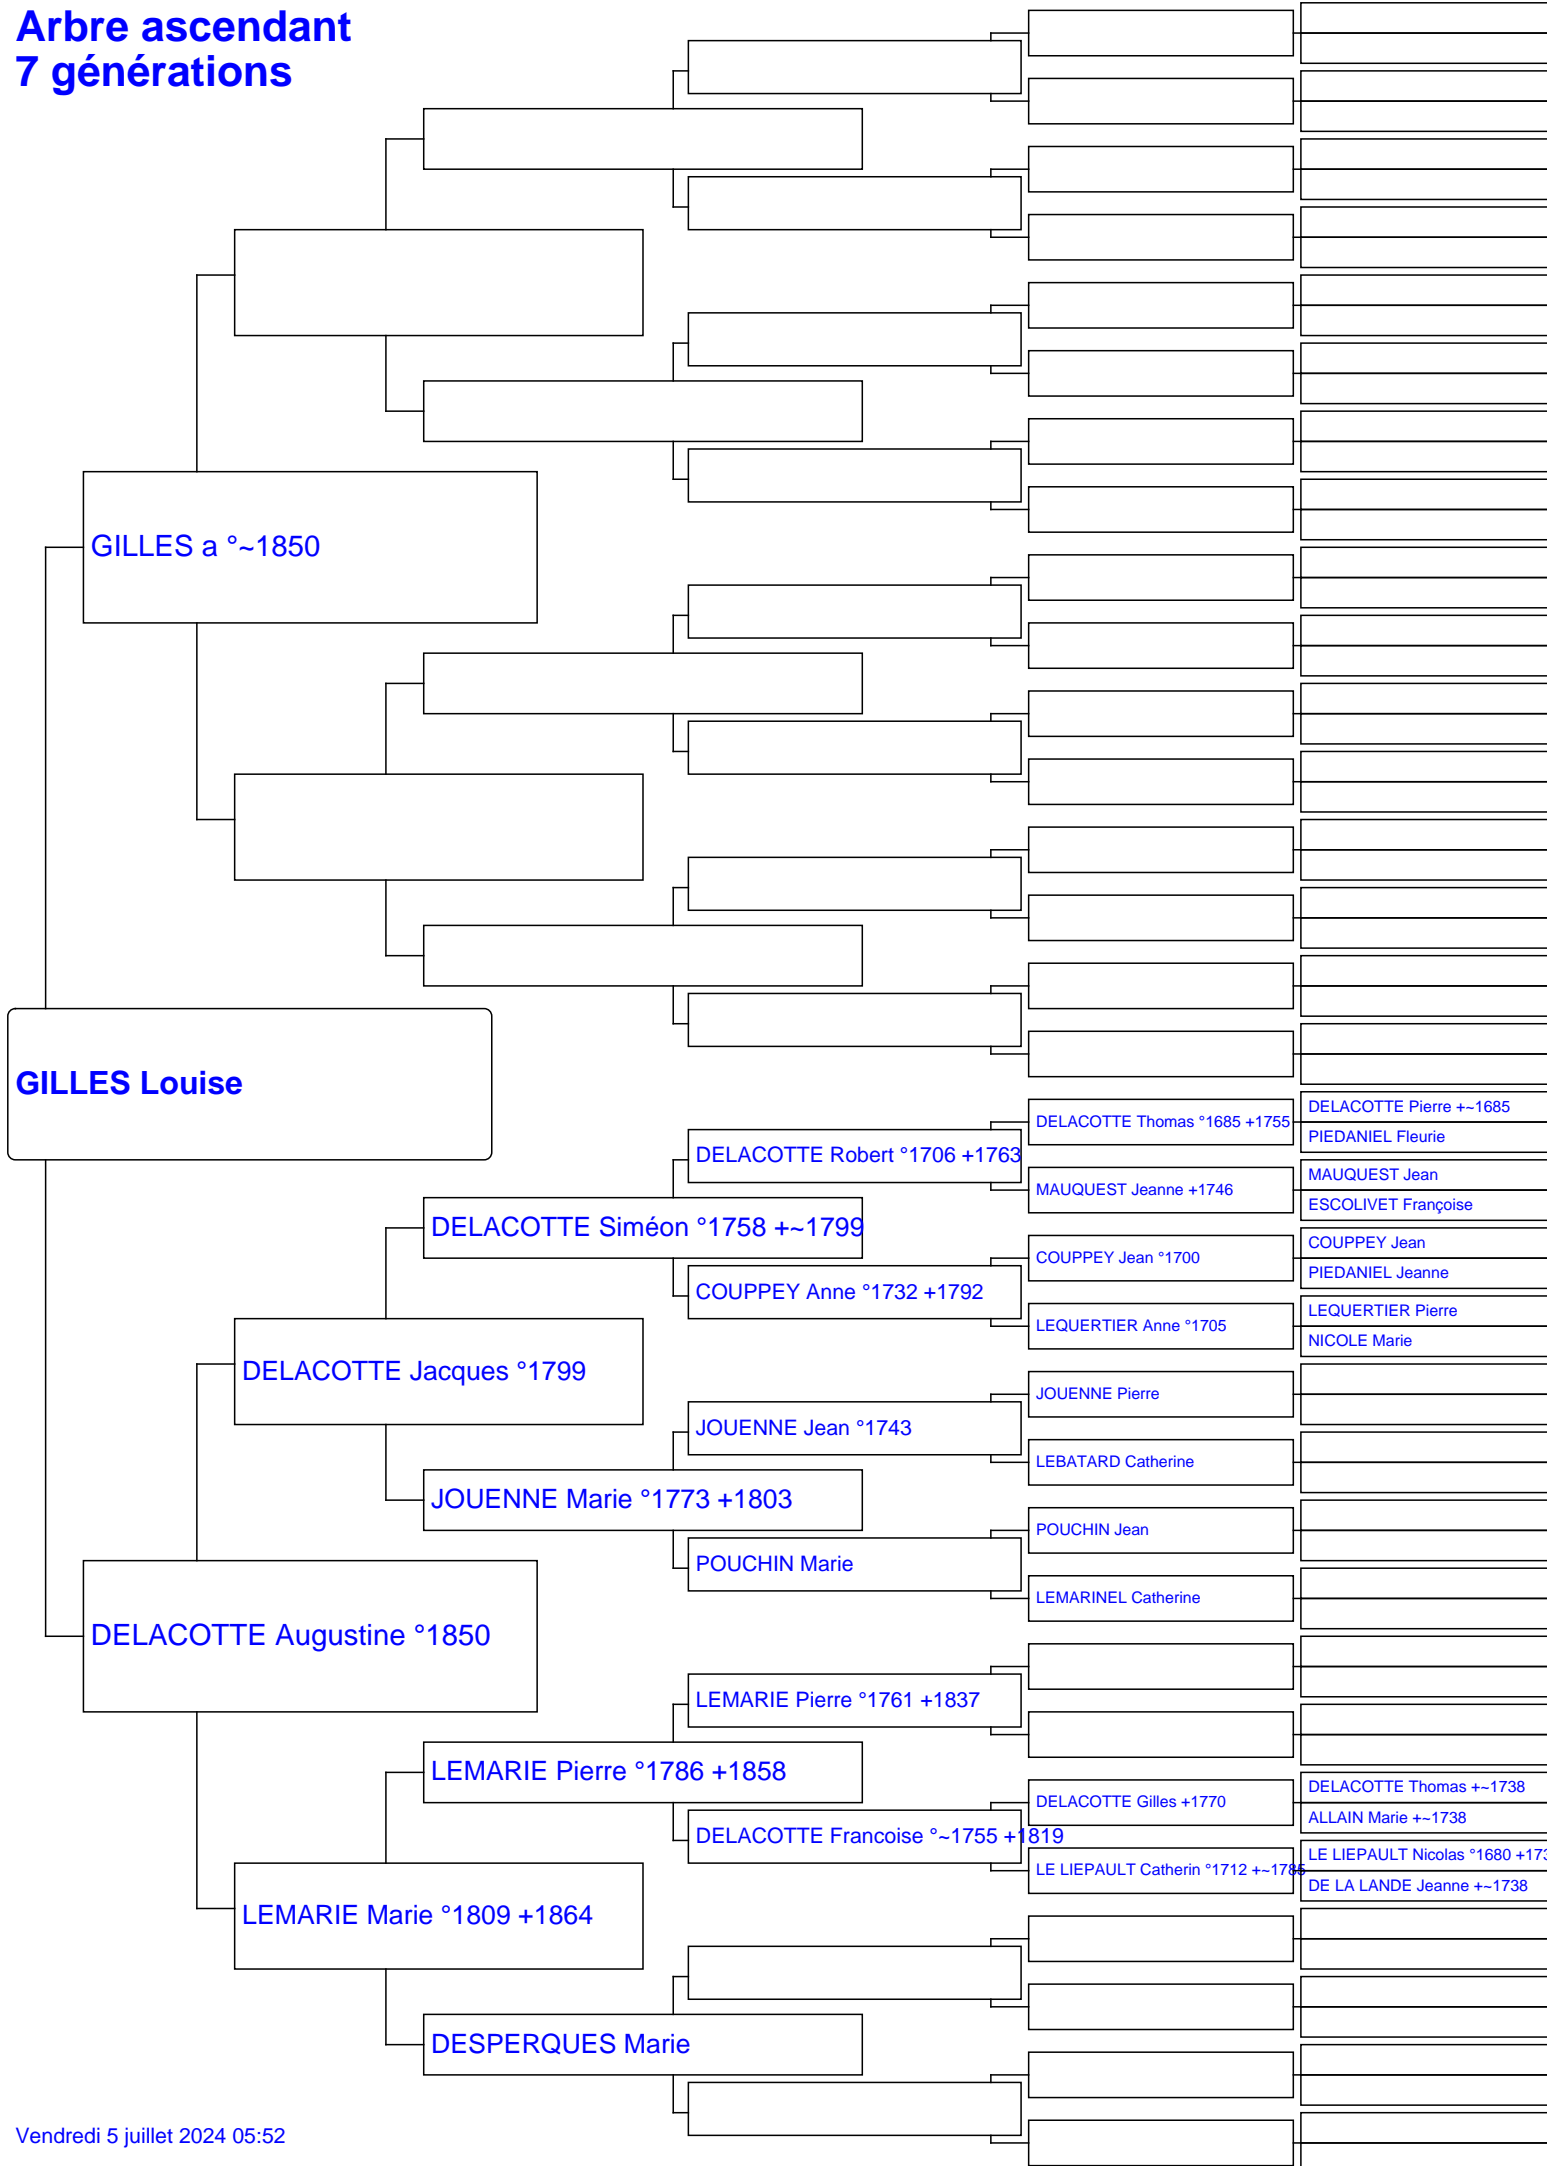 Arbre ascendant
7 générations
GILLES a °~1850
GILLES Louise
DELACOTTE Pierre +~1685
DELACOTTE Thomas °1685 +1755
PIEDANIEL Fleurie
DELACOTTE Robert °1706 +1763
MAUQUEST Jean
MAUQUEST Jeanne +1746
ESCOLIVET Françoise
DELACOTTE Siméon °1758 +~1799
COUPPEY Jean
COUPPEY Jean °1700
PIEDANIEL Jeanne
COUPPEY Anne °1732 +1792
LEQUERTIER Pierre
LEQUERTIER Anne °1705
NICOLE Marie
DELACOTTE Jacques °1799
JOUENNE Pierre
JOUENNE Jean °1743
LEBATARD Catherine
JOUENNE Marie °1773 +1803
POUCHIN Jean
POUCHIN Marie
LEMARINEL Catherine
DELACOTTE Augustine °1850
LEMARIE Pierre °1761 +1837
LEMARIE Pierre °1786 +1858
DELACOTTE Thomas +~1738
DELACOTTE Gilles +1770
ALLAIN Marie +~1738
DELACOTTE Francoise °~1755 +1819
LE LIEPAULT Nicolas °1680
LE LIEPAULT Catherin °1712 +~1785
DE LA LANDE Jeanne +~1738
LEMARIE Marie °1809 +1864
DESPERQUES Marie
Vendredi 5 juillet 2024 05:52